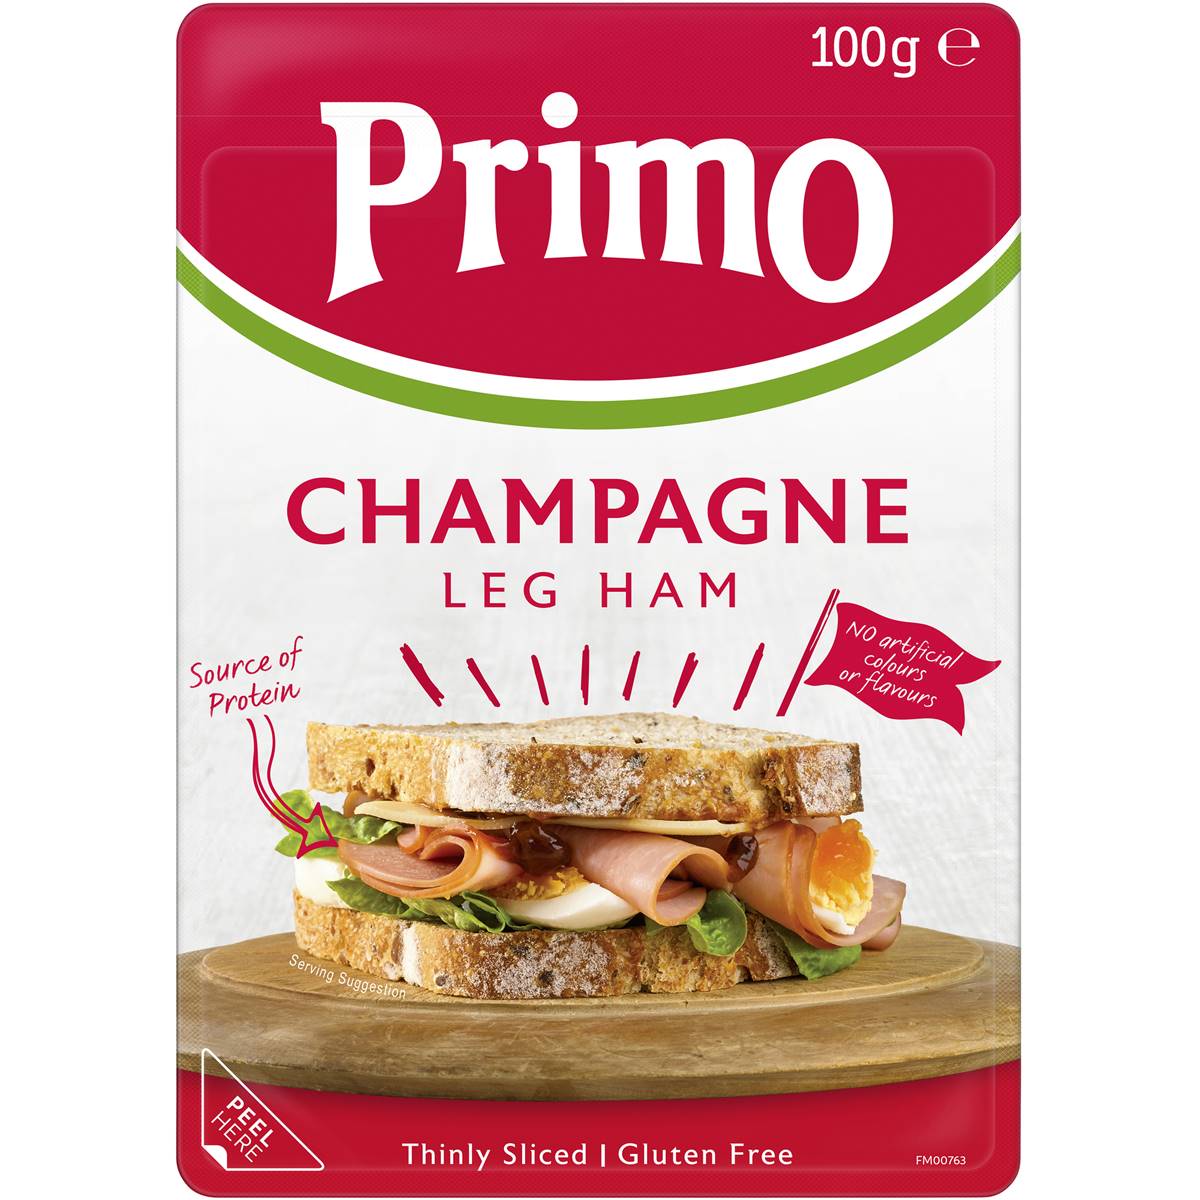 100g ℮
Primo
CHAMPAGNE
LEG HAM
Source of
Protein
NO artificial
colours
or flavours
Serving Suggestion
PEEL
HERE
Thinly Sliced | Gluten Free
FM00763